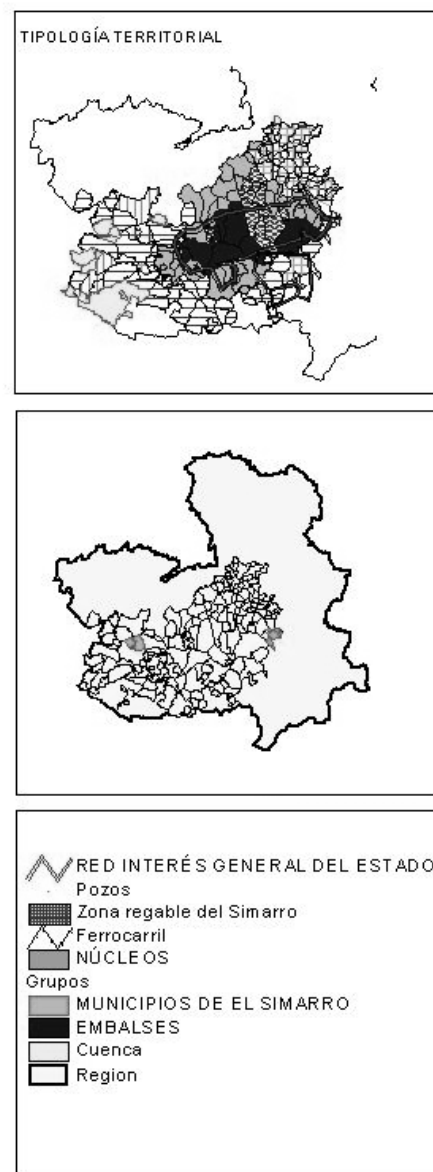 TIPOLOGÍA TERRITORIAL
RED INTERÉS GENERAL DEL ESTADO
Pozos
Zona regable del Simarro
Ferrocarril
NÚCLEOS
Grupos
MUNICIPIOS DE EL SIMARRO
EMBALSES
Cuenca
Region